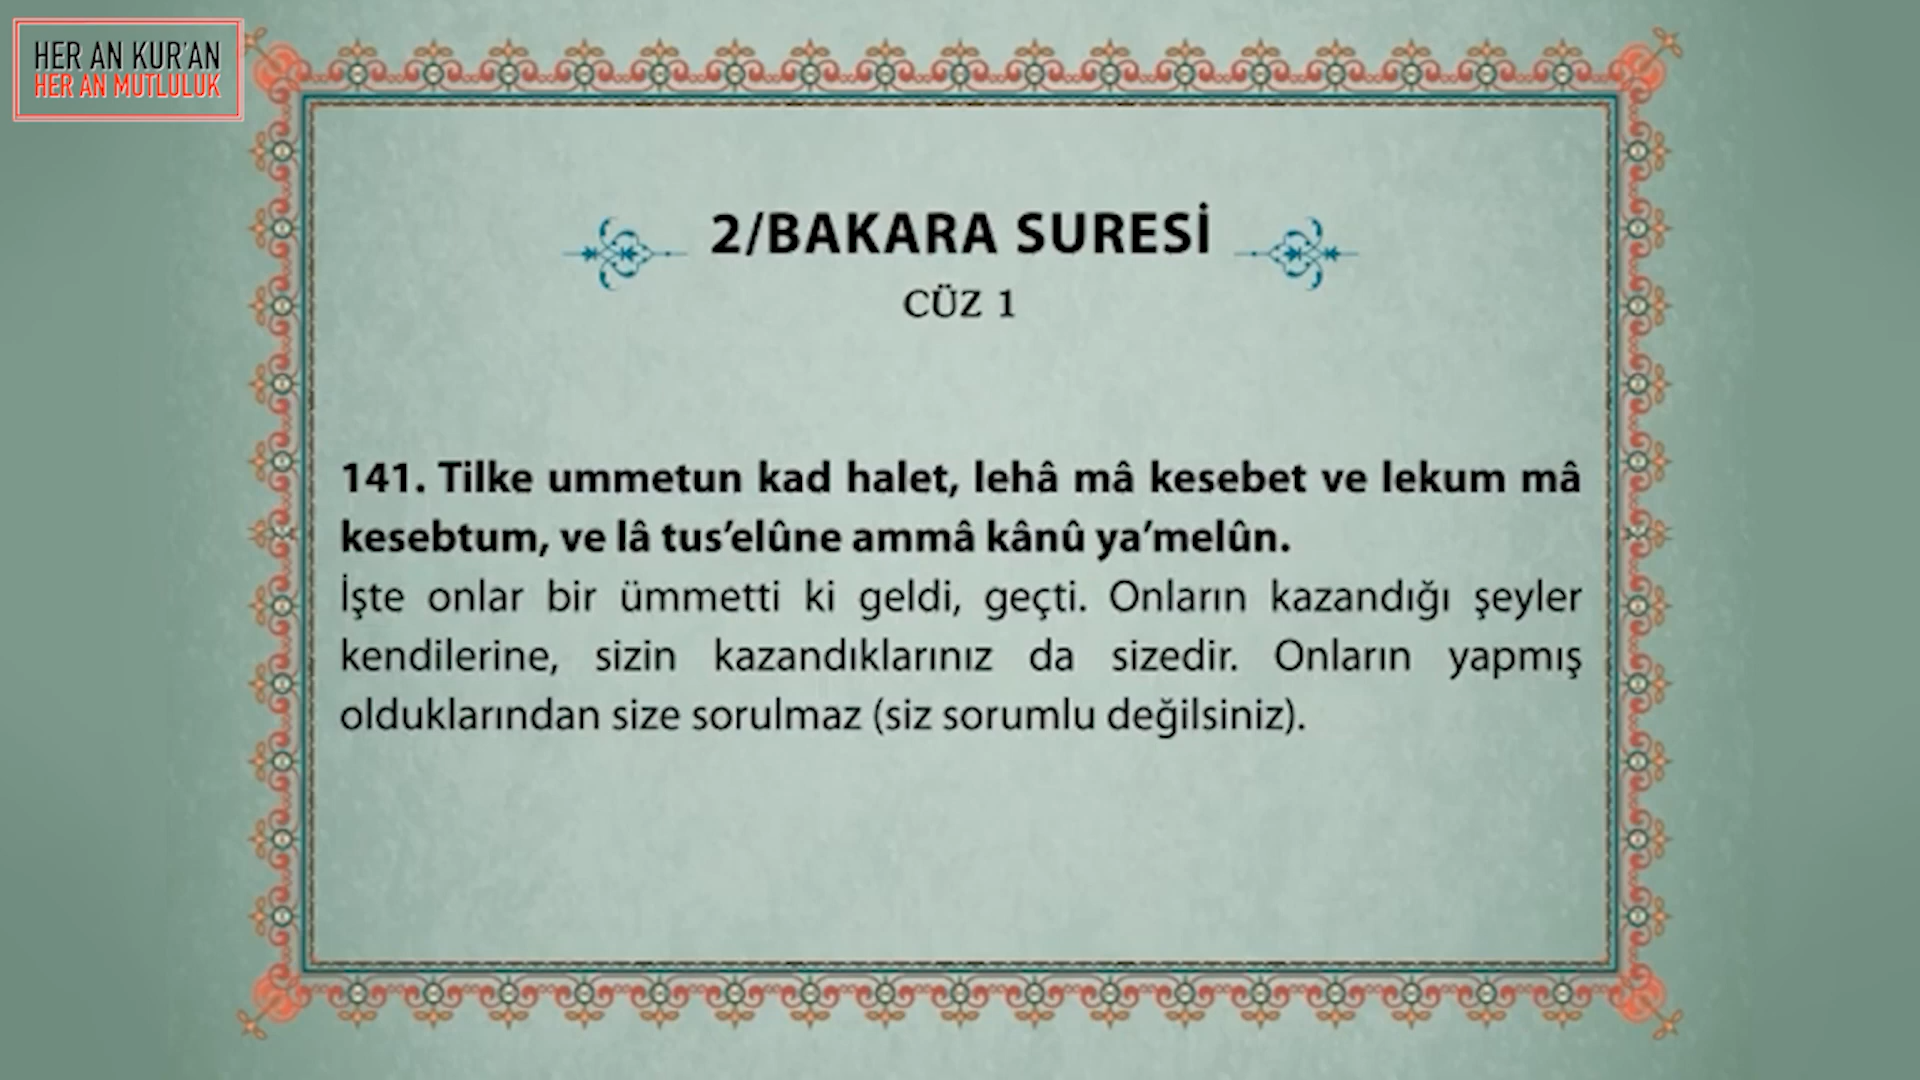 HER AN KUR'AN
HER AN MUTLULUK
2/BAKARA SURESİ
CÜZ 1
141. Tilke ummetun kad halet, lehâ mâ kesebet ve lekum mâ
kesebtum, ve lâ tus’elûne ammâ kânû ya’melûn.
İşte onlar bir ümmetti ki geldi, geçti. Onların kazandığı şeyler
kendilerine, sizin kazandıklarınız da sizedir. Onların yapmış
olduklarından size sorulmaz (siz sorumlu değilsiniz).